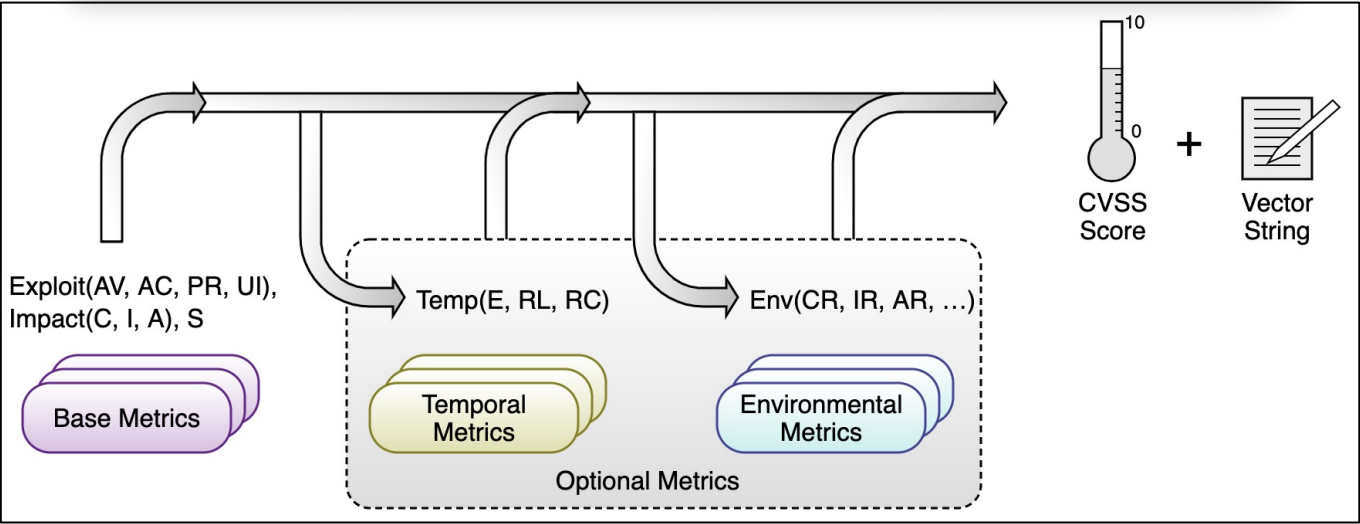 10
0
+
CVSS
Score
Vector
String
Exploit(AV, AC, PR, UI),
Impact(C, I, A), S
Temp(E, RL, RC)
Env(CR, IR, AR, …)
Base Metrics
Temporal
Metrics
Environmental
Metrics
Optional Metrics